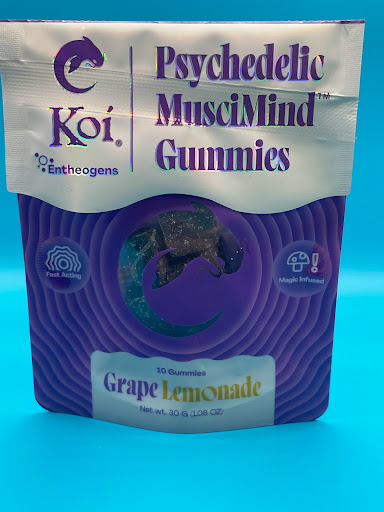 Koi®
Entheogens
Psychedelic
MusciMind™
Gummies
Fast Acting
Magic Infused
10 Gummies
Grape Lemonade
Net wt. 30 G (1.06 OZ)